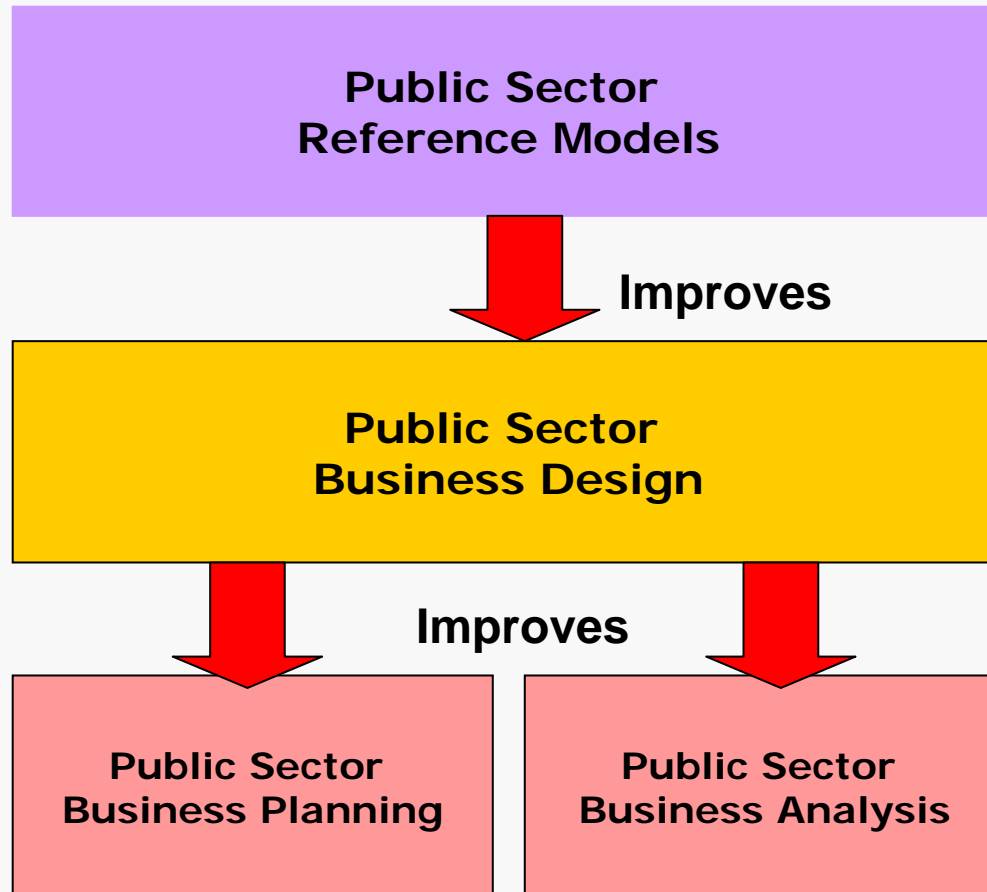 Public Sector
Reference Models
Improves
Public Sector
Business Design
Improves
Public Sector
Business Planning
Public Sector
Business Analysis